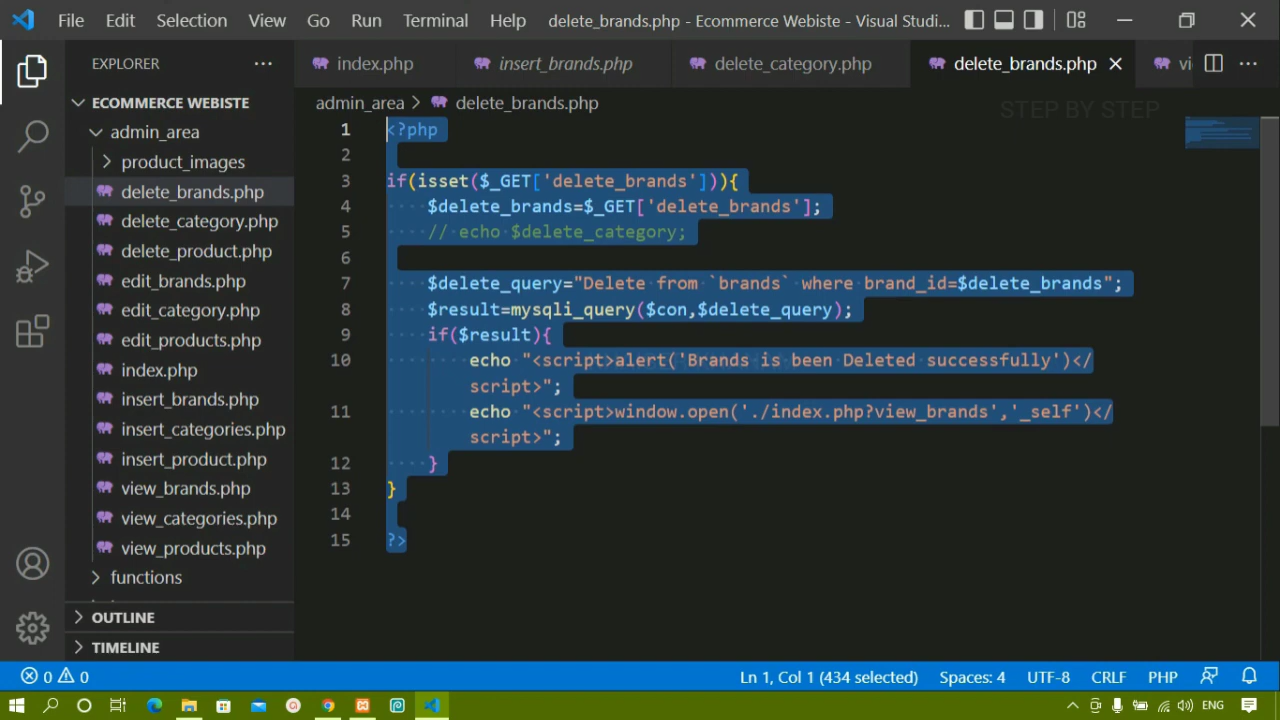 File Edit Selection View Go Run Terminal Help delete_brands.php - Ecommerce Webiste - Visual Studi...
EXPLORER ...
index.php insert_brands.php delete_category.php delete_brands.php vi
ECOMMERCE WEBISTE
admin_area > delete_brands.php
STEP BY STEP
admin_area
product_images
delete_brands.php
delete_category.php
delete_product.php
edit_brands.php
edit_category.php
edit_products.php
index.php
insert_brands.php
insert_categories.php
insert_product.php
view_brands.php
view_categories.php
view_products.php
functions
OUTLINE
TIMELINE
1 <?php
2
3 if(isset($_GET['delete_brands'])){
4 $delete_brands=$_GET['delete_brands'];
5 // echo $delete_category;
6
7 $delete_query="Delete from `brands` where brand_id=$delete_brands";
8 $result=mysqli_query($con,$delete_query);
9 if($result){
10 echo "<script>alert('Brands is been Deleted successfully')</
script>";
11 echo "<script>window.open('./index.php?view_brands','_self')</
script>";
12 }
13 }
14
15 ?>
0 0 Ln 1, Col 1 (434 selected) Spaces: 4 UTF-8 CRLF PHP
ENG